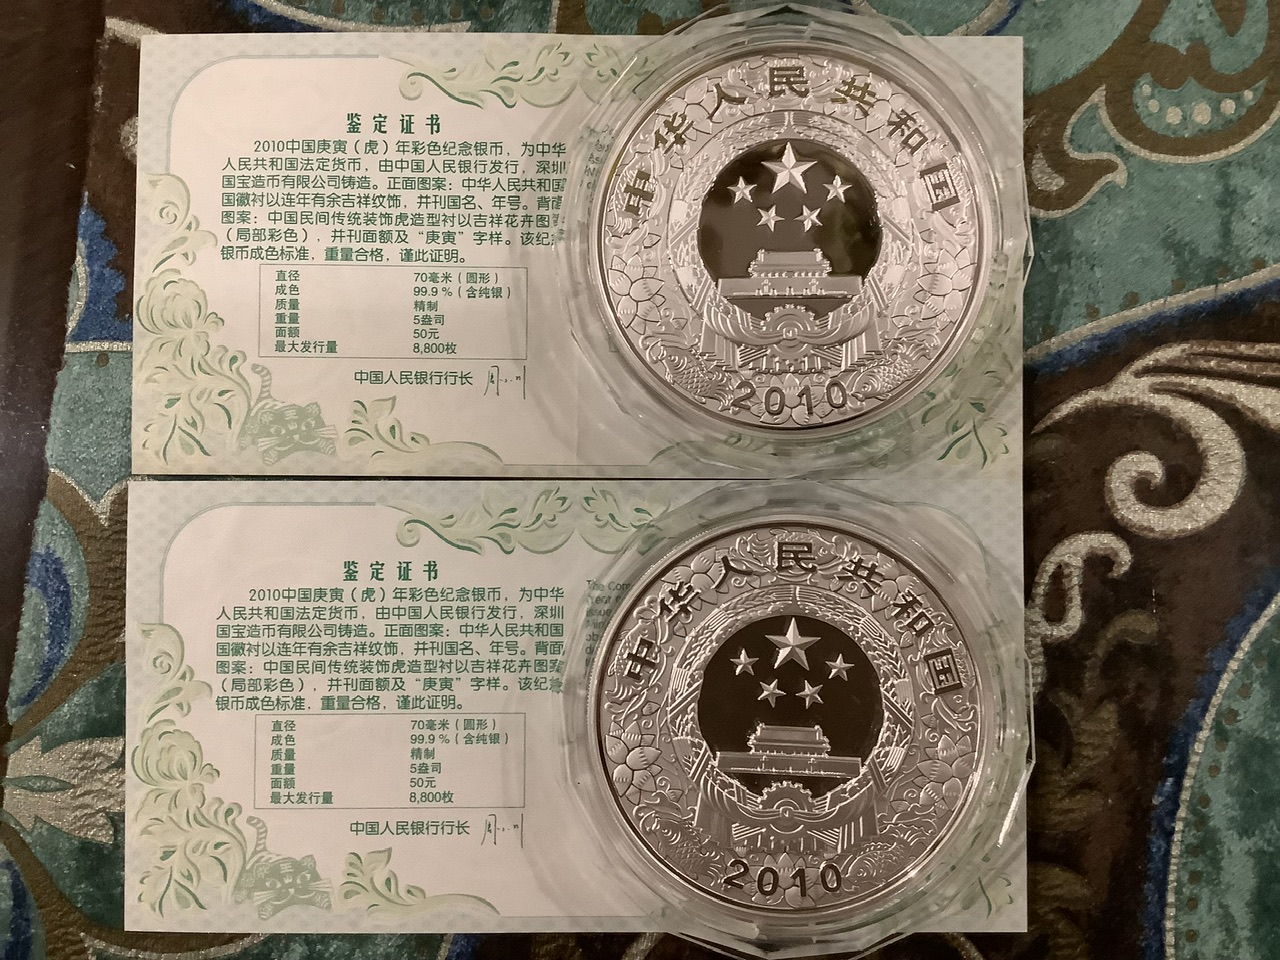 鉴定证书
2010中国庚寅（虎）年彩色纪念银币，为中华
人民共和国法定货币，由中国人民银行发行，深圳
国宝造币有限公司铸造。正面图案：中华人民共和国
国徽衬以连年有余吉祥纹饰，并刊国名、年号。背面
图案：中国民间传统装饰虎造型衬以吉祥花卉图案
（局部彩色），并刊面额及“庚寅”字样。该纪念
银币成色标准，重量合格，谨此证明。
直径 70毫米（圆形）
成色 99.9％（含纯银）
质量 精制
重量 5盎司
面额 50元
最大发行量 8,800枚
中国人民银行行长
中华人民共和国
2010
鉴定证书
2010中国庚寅（虎）年彩色纪念银币，为中华
人民共和国法定货币，由中国人民银行发行，深圳
国宝造币有限公司铸造。正面图案：中华人民共和国
国徽衬以连年有余吉祥纹饰，并刊国名、年号。背面
图案：中国民间传统装饰虎造型衬以吉祥花卉图案
（局部彩色），并刊面额及“庚寅”字样。该纪念
银币成色标准，重量合格，谨此证明。
直径 70毫米（圆形）
成色 99.9％（含纯银）
质量 精制
重量 5盎司
面额 50元
最大发行量 8,800枚
中国人民银行行长
The Com
Year
issue
中华人民共和国
2010